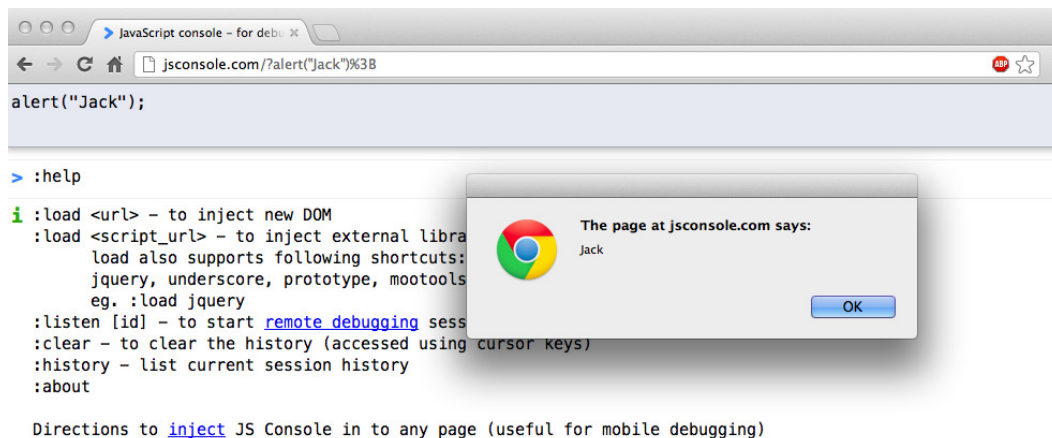 JavaScript console – for debu
jsconsole.com/?alert("Jack")%3B
ABP
alert("Jack");
> :help
i :load <url> – to inject new DOM
:load <script_url> – to inject external libra
load also supports following shortcuts:
jquery, underscore, prototype, mootools
eg. :load jquery
:listen [id] – to start remote debugging sess
:clear – to clear the history (accessed using cursor keys)
:history – list current session history
:about
Directions to inject JS Console in to any page (useful for mobile debugging)
The page at jsconsole.com says:
Jack
OK